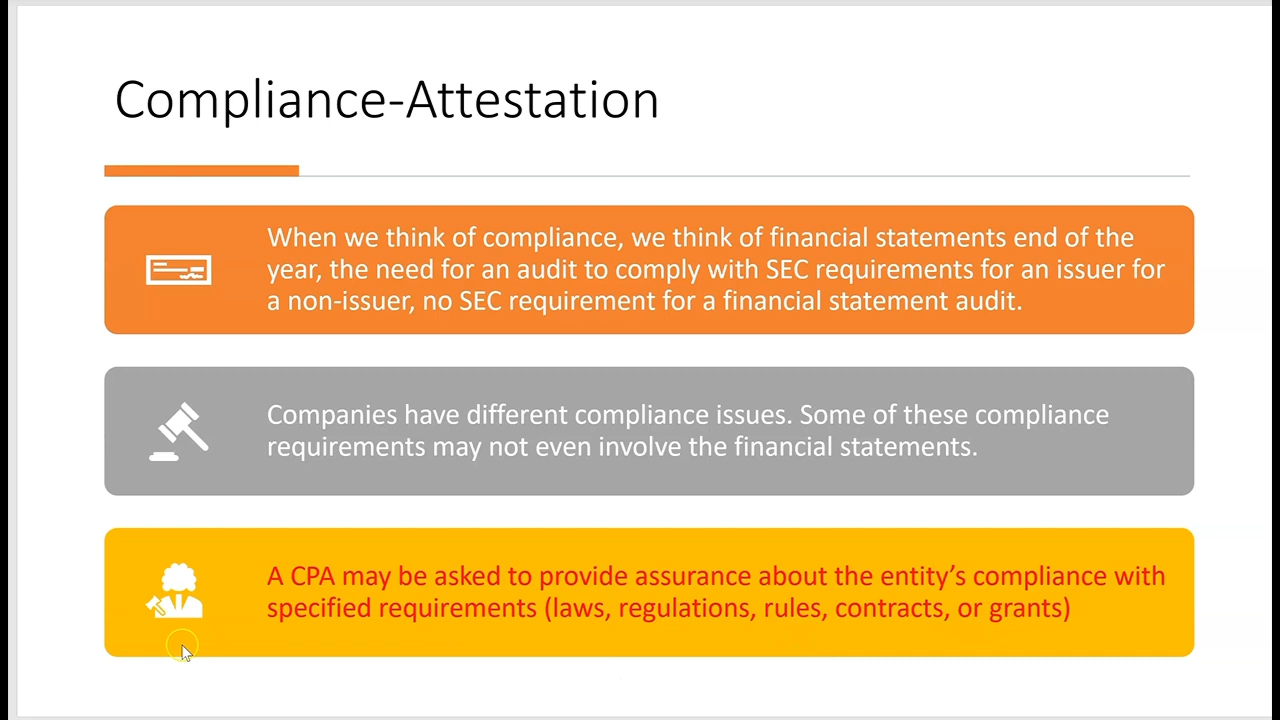 Compliance-Attestation
When we think of compliance, we think of financial statements end of the
year, the need for an audit to comply with SEC requirements for an issuer for
a non-issuer, no SEC requirement for a financial statement audit.
Companies have different compliance issues. Some of these compliance
requirements may not even involve the financial statements.
A CPA may be asked to provide assurance about the entity’s compliance with
specified requirements (laws, regulations, rules, contracts, or grants)